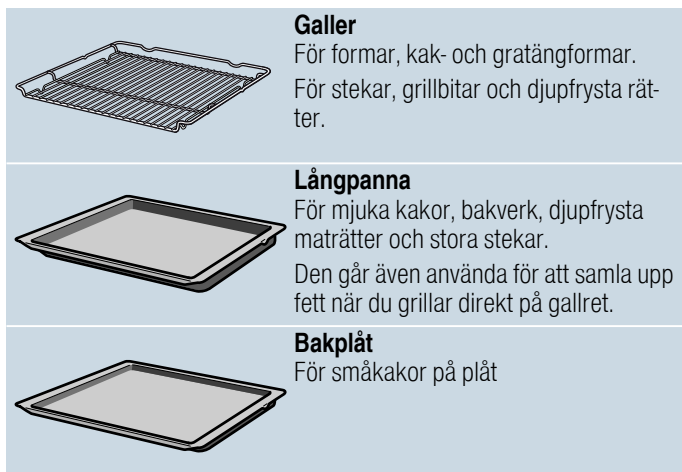 Galler
För formar, kak- och gratängformar.
För stekar, grillbitar och djupfrysta rät-
ter.
Långpanna
För mjuka kakor, bakverk, djupfrysta
maträtter och stora stekar.
Den går även använda för att samla upp
fett när du grillar direkt på gallret.
Bakplåt
För småkakor på plåt